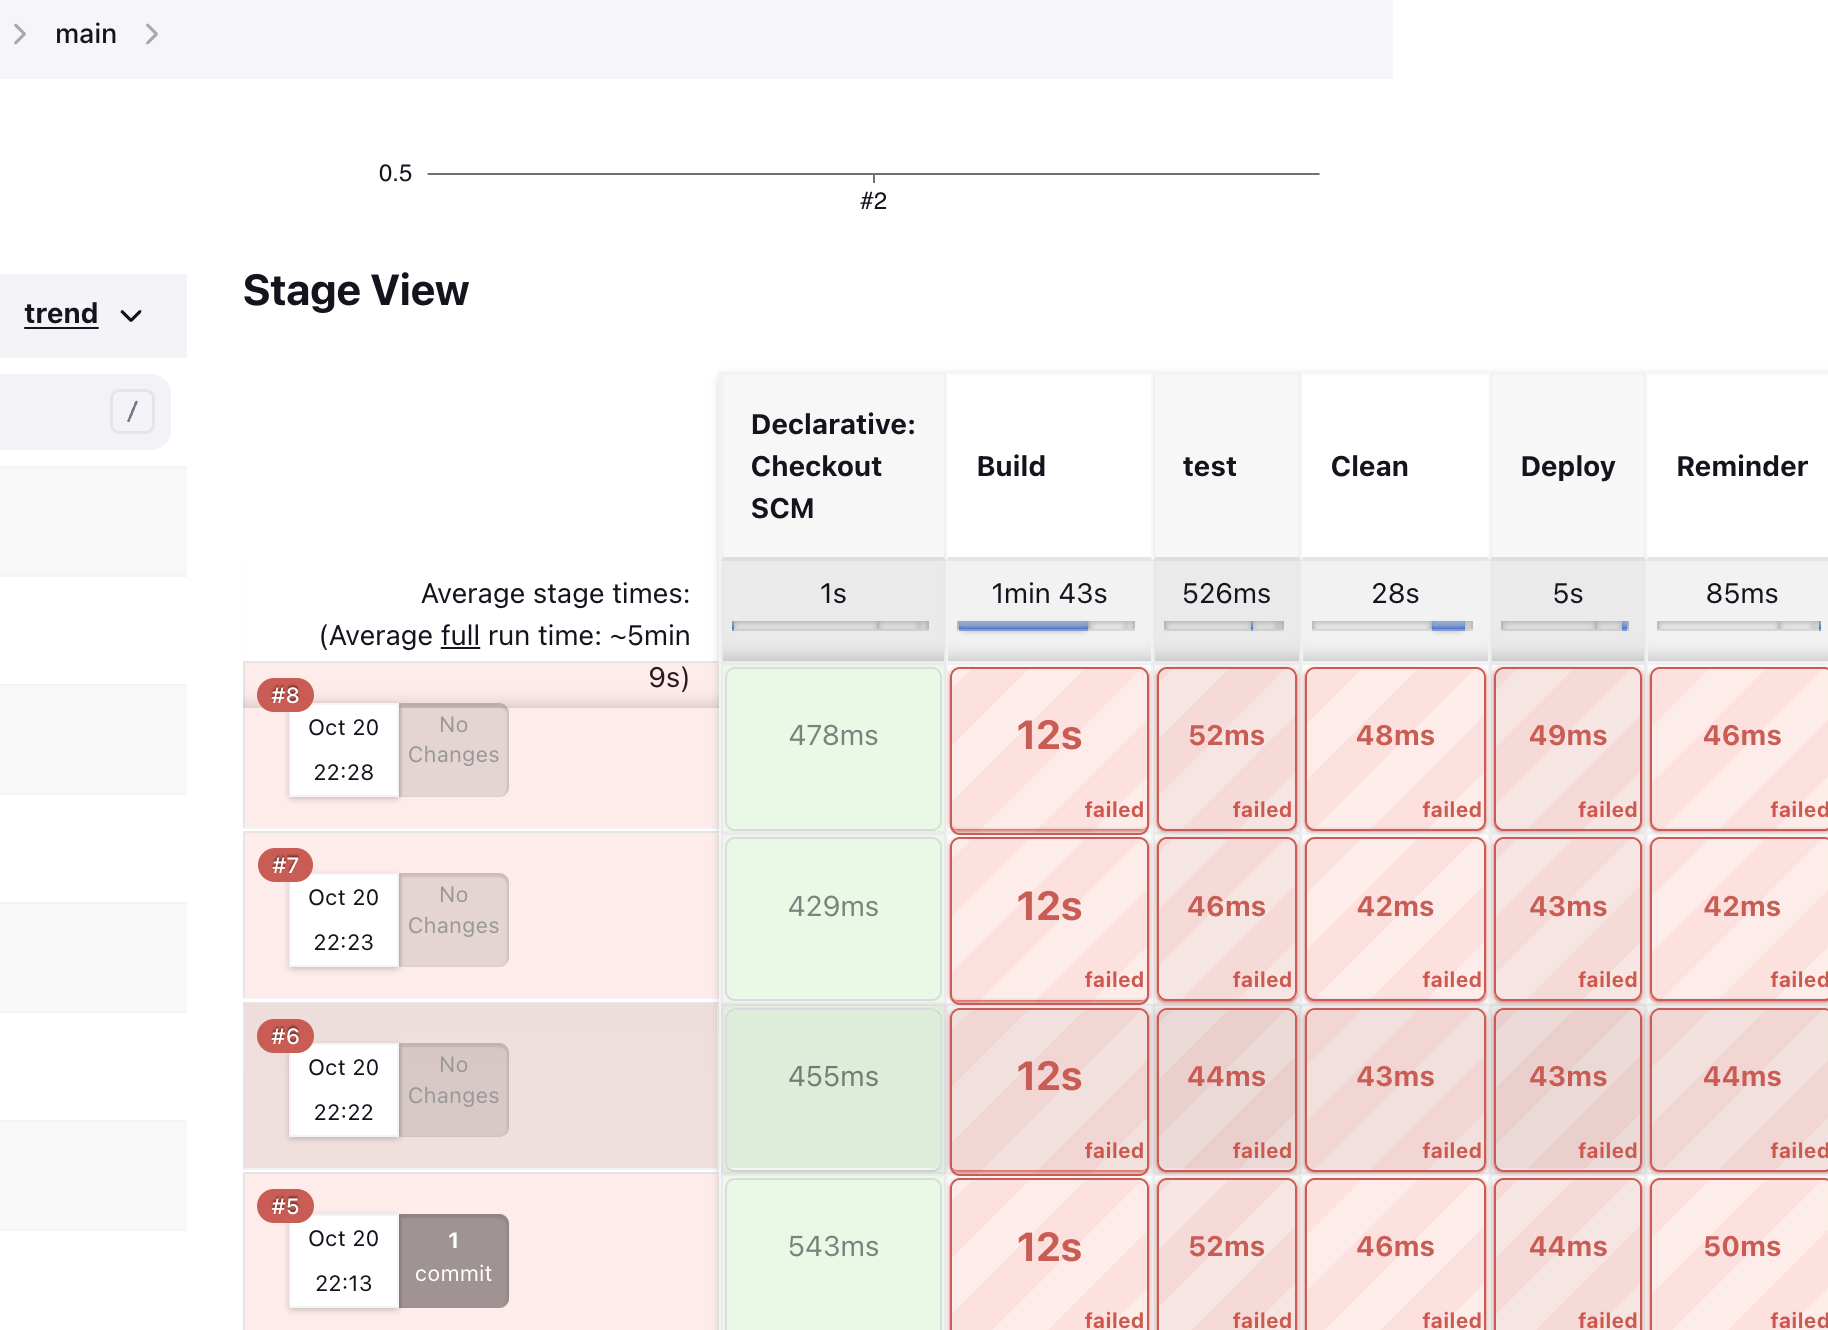 main
0.5
#2
Stage View
trend
/
Declarative:
Checkout
SCM
Build
test
Clean
Deploy
Reminder
Average stage times:
(Average full run time: ~5min
9s)
1s
1min 43s
526ms
28s
5s
85ms
#8
Oct 20
22:28
No
Changes
478ms
12s
failed
52ms
failed
48ms
failed
49ms
failed
46ms
failed
#7
Oct 20
22:23
No
Changes
429ms
12s
failed
46ms
failed
42ms
failed
43ms
failed
42ms
failed
#6
Oct 20
22:22
No
Changes
455ms
12s
failed
44ms
failed
43ms
failed
43ms
failed
44ms
failed
#5
Oct 20
22:13
1
commit
543ms
12s
failed
52ms
failed
46ms
failed
44ms
failed
50ms
failed